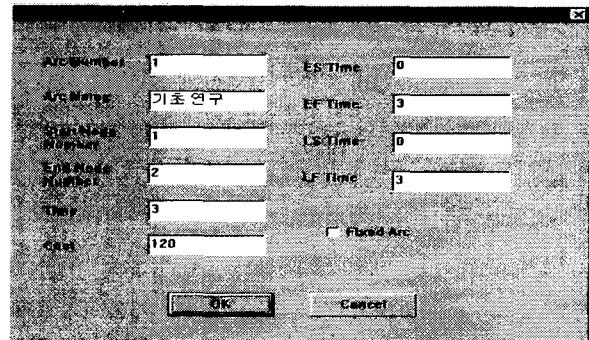 Arc Number 1
Arc Name 기초 연구
Start Node
Number 1
End Node
Number 2
Time 3
Cost 120
ES Time 0
EF Time 3
LS Time 0
LF Time 3
Fixed Arc
OK Cancel